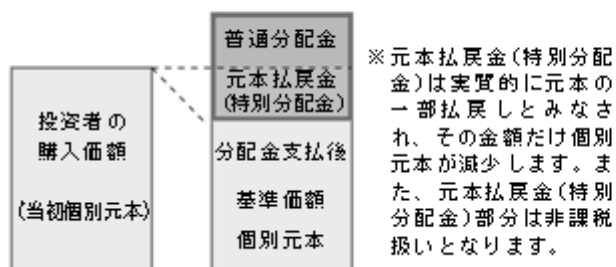 普通分配金
元本払戻金
(特別分配金)
投資者の
購入価額
(当初個別元本)
分配金支払後
基準価額
個別元本
※元本払戻金(特別分配
金)は実質的に元本の
一部払戻しとみなさ
れ、その金額だけ個別
元本が減少します。ま
た、元本払戻金(特別
分配金)部分は非課税
扱いとなります。